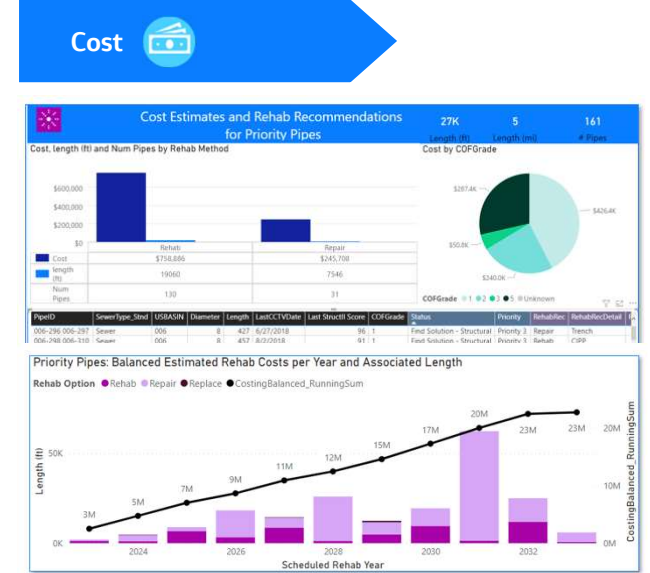 Cost
Cost Estimates and Rehab Recommendations
for Priority Pipes
27K
Length (ft)
5
Length (mi)
161
# Pipes
Cost, length (ft) and Num Pipes by Rehab Method
$600,000
$400,000
$200,000
$0
Rehab Repair
Cost $758,886 $245,708
length
(ft) 19060 7546
Num
Pipes 130 31
Cost by COFGrade
$287.4K
$426.4K
$50.8K
$240.0K
COFGrade 1 2 3 5 Unknown
PipeID SewerType_Stnd USBASIN Diameter Length LastCCTVDate Last Structll Score COFGrade Status Priority RehabRec RehabRecDetail
006-296 006-297 Sewer 006 8 427 6/27/2018 96 1 Find Solution - Structural Priority 3 Repair Trench
006-298 006-310 Sewer 006 8 457 8/2/2018 91 1 Find Solution - Structural Priority 3 Rehab CIPP
Priority Pipes: Balanced Estimated Rehab Costs per Year and Associated Length
Rehab Option Rehab Repair Replace CostingBalanced_RunningSum
Length (ft)
50K
0K
3M 5M 7M 9M 11M 12M 15M 17M 20M 23M 23M
20M
10M
0M
CostingBalanced_RunningSum
2024 2026 2028 2030 2032
Scheduled Rehab Year